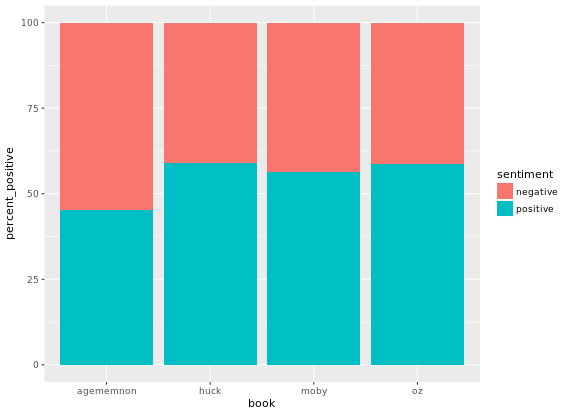 100
75
50
25
0
percent_positive
agememnon
huck
moby
oz
book
sentiment
negative
positive